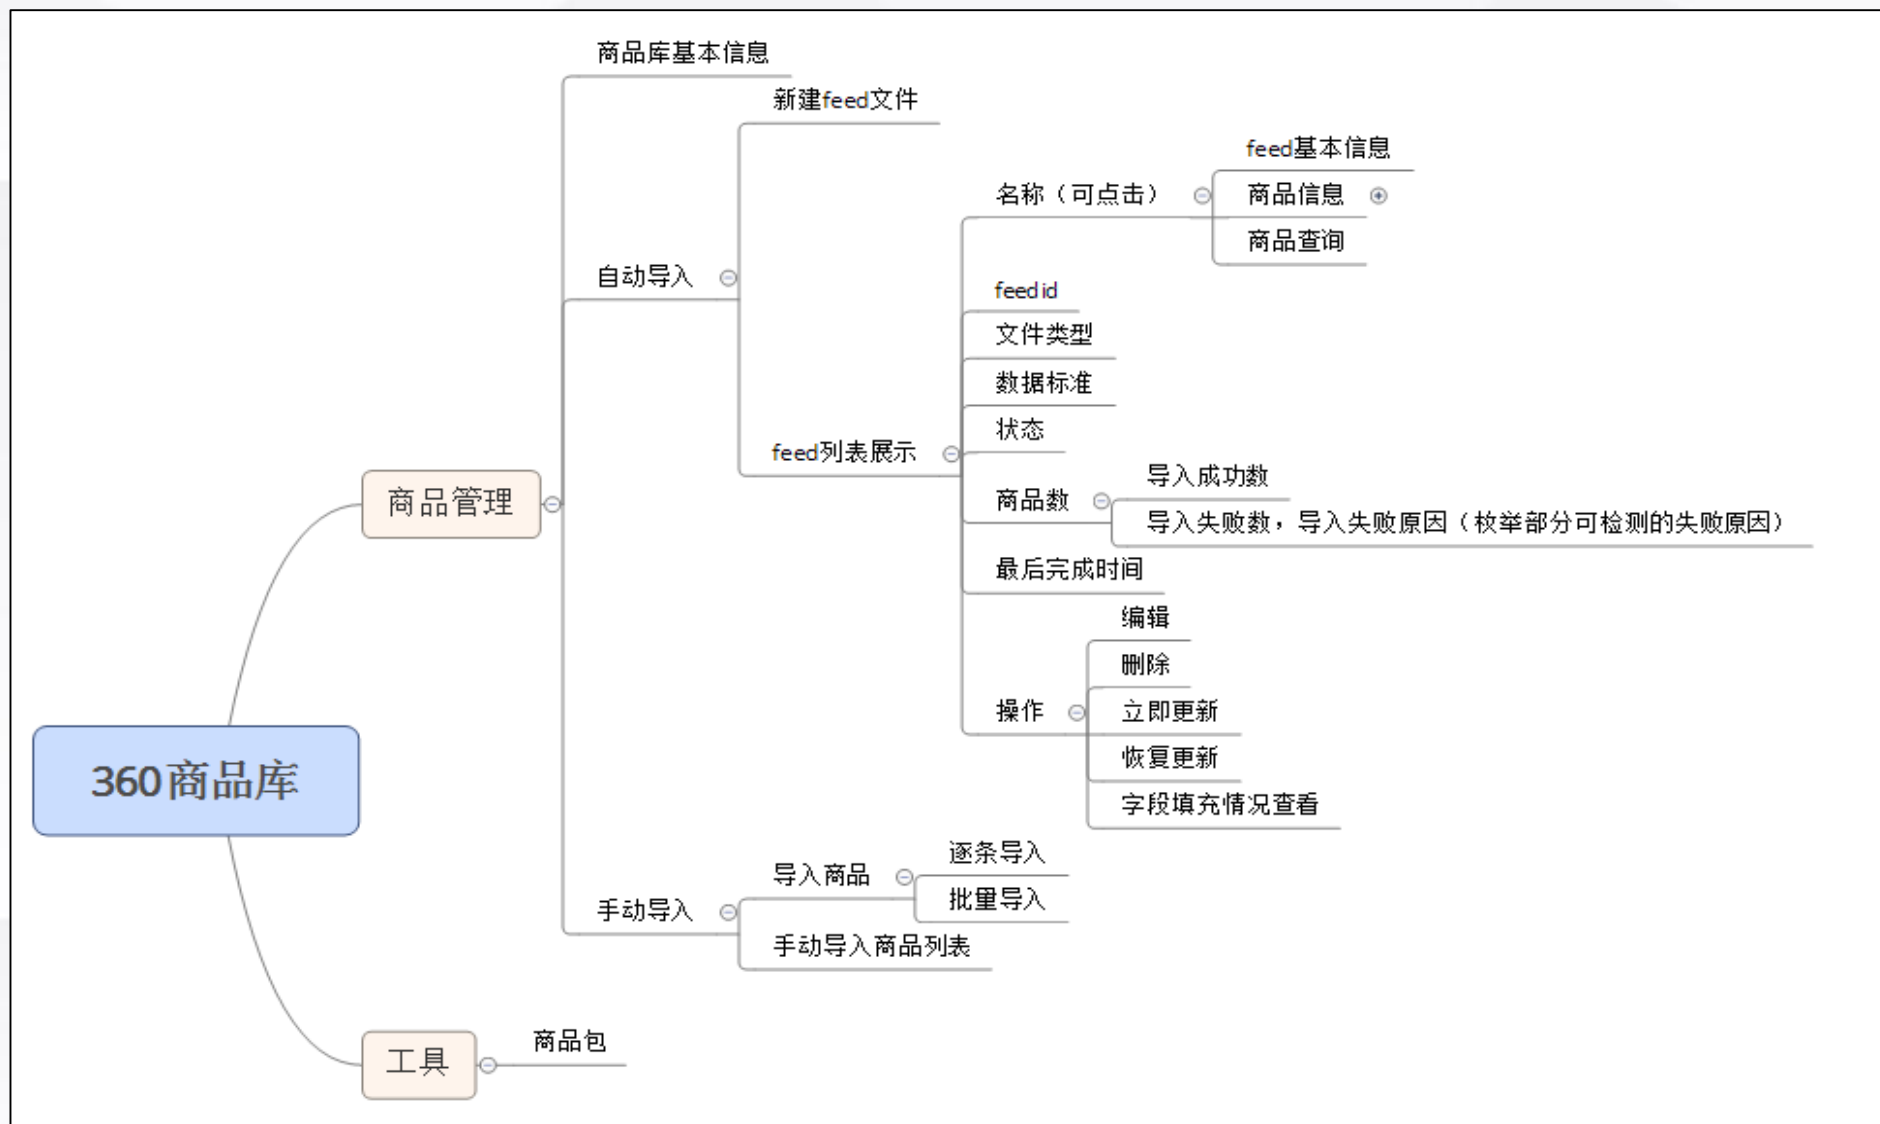 商品库基本信息
新建feed文件
feed基本信息
名称（可点击）
商品信息
商品查询
自动导入
feedid
文件类型
数据标准
状态
feed列表展示
商品管理
商品数
导入成功数
导入失败数，导入失败原因（枚举部分可检测的失败原因）
最后完成时间
编辑
删除
操作
立即更新
恢复更新
字段填充情况查看
360商品库
导入商品
逐条导入
批量导入
手动导入
手动导入商品列表
工具
商品包